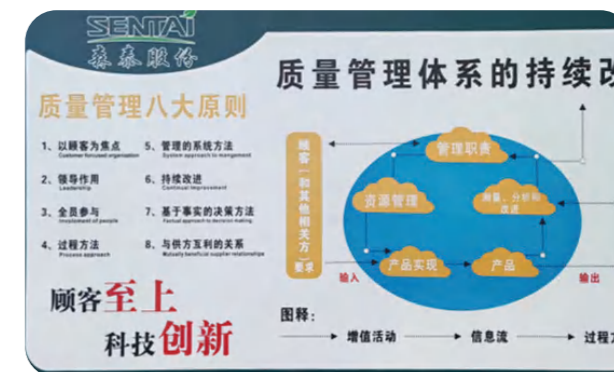 SENTAI
森泰股份
质量管理八大原则
1、以顾客为焦点
Customer focused organization
2、领导作用
Leadership
3、全员参与
Involvement of people
4、过程方法
Process approach
5、管理的系统方法
System approach to mangement
6、持续改进
Continual improvement
7、基于事实的决策方法
Factual approach to decision making
8、与供方互利的关系
Mutually beneficial supplier relationships
顾客至上
科技创新
质量管理体系的持续改
顾客（和其他相关方）要求
管理职责
资源管理
测量、分析和
改进
产品实现
产品
输入
输出
图释：
增值活动
信息流
过程方